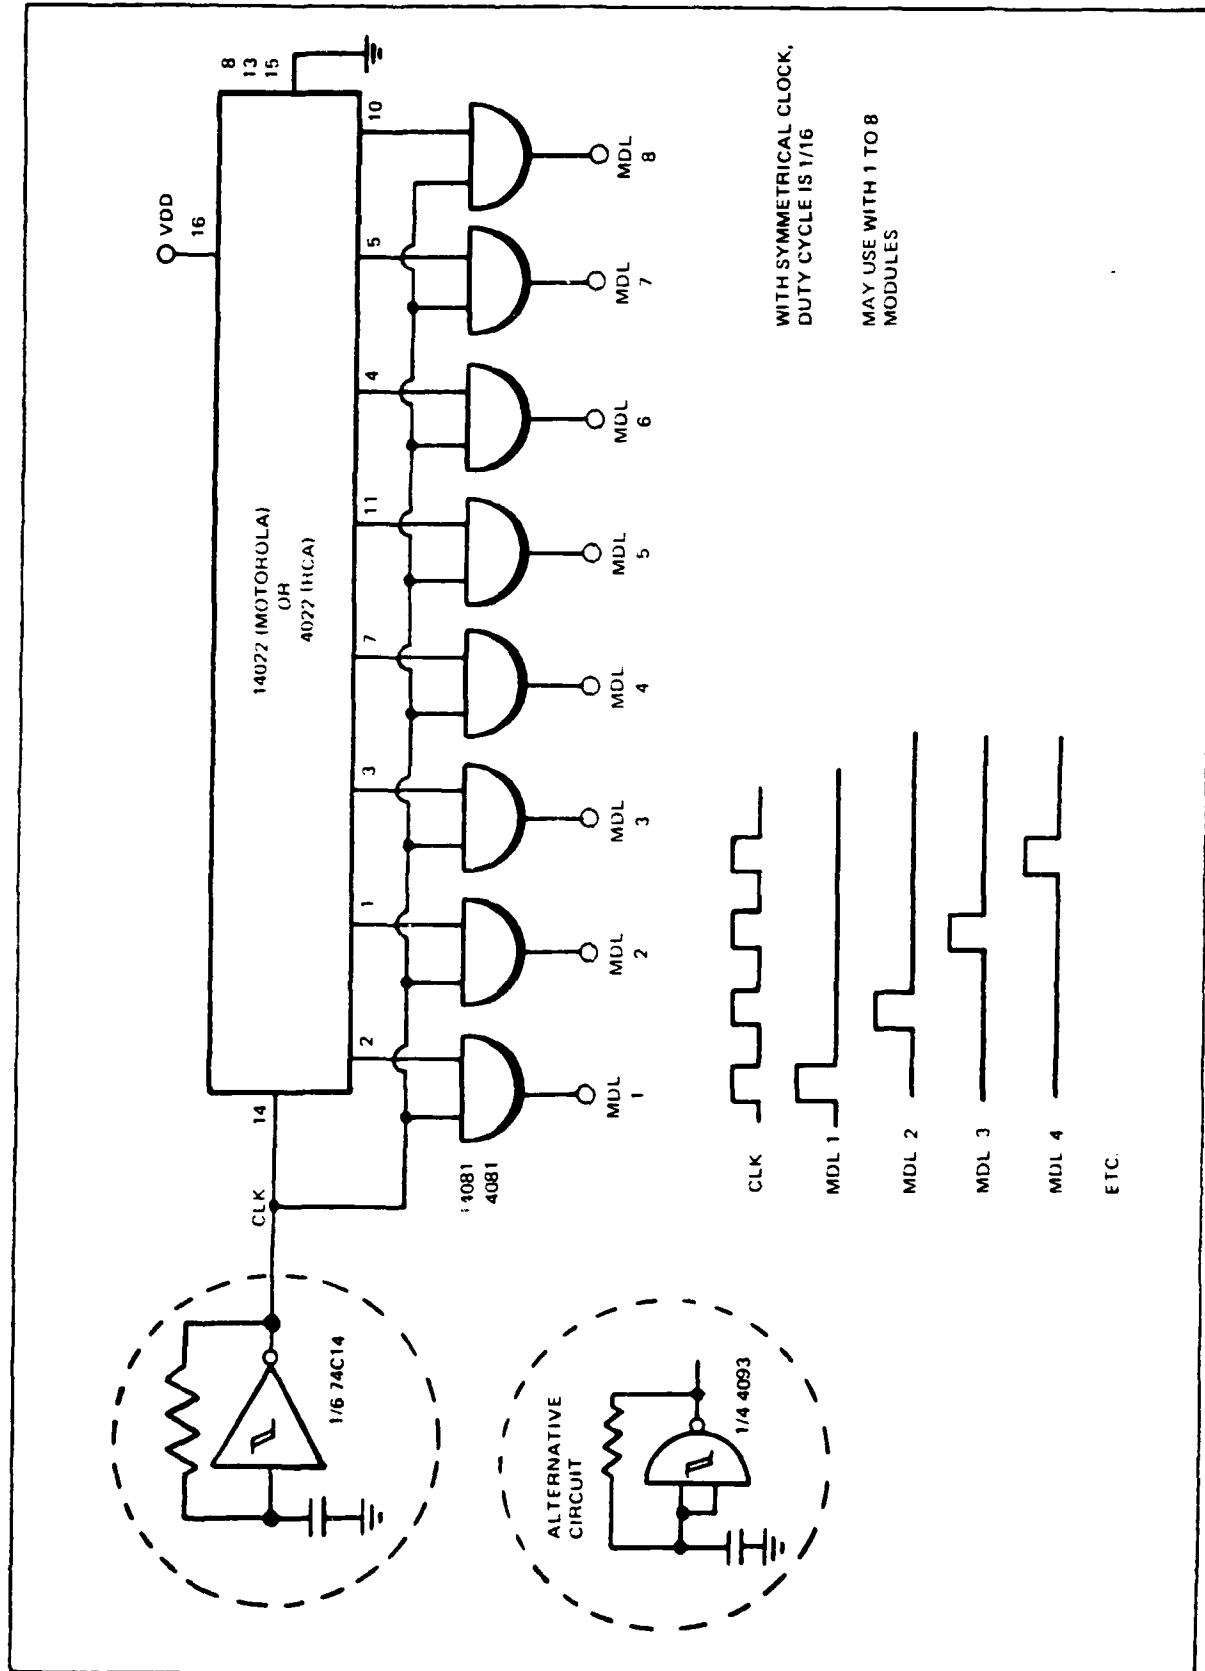 VDD
16
8
13
15
14022 (MOTOROLA)
OR
4022 (RCA)
CLK
14
2
1
3
7
11
4
5
10
14081
4081
MDL
1
MDL
2
MDL
3
MDL
4
MDL
5
MDL
6
MDL
7
MDL
8
1/6 74C14
ALTERNATIVE
CIRCUIT
1/4 4093
WITH SYMMETRICAL CLOCK,
DUTY CYCLE IS 1/16
MAY USE WITH 1 TO 8
MODULES
CLK
MDL 1
MDL 2
MDL 3
MDL 4
ETC.